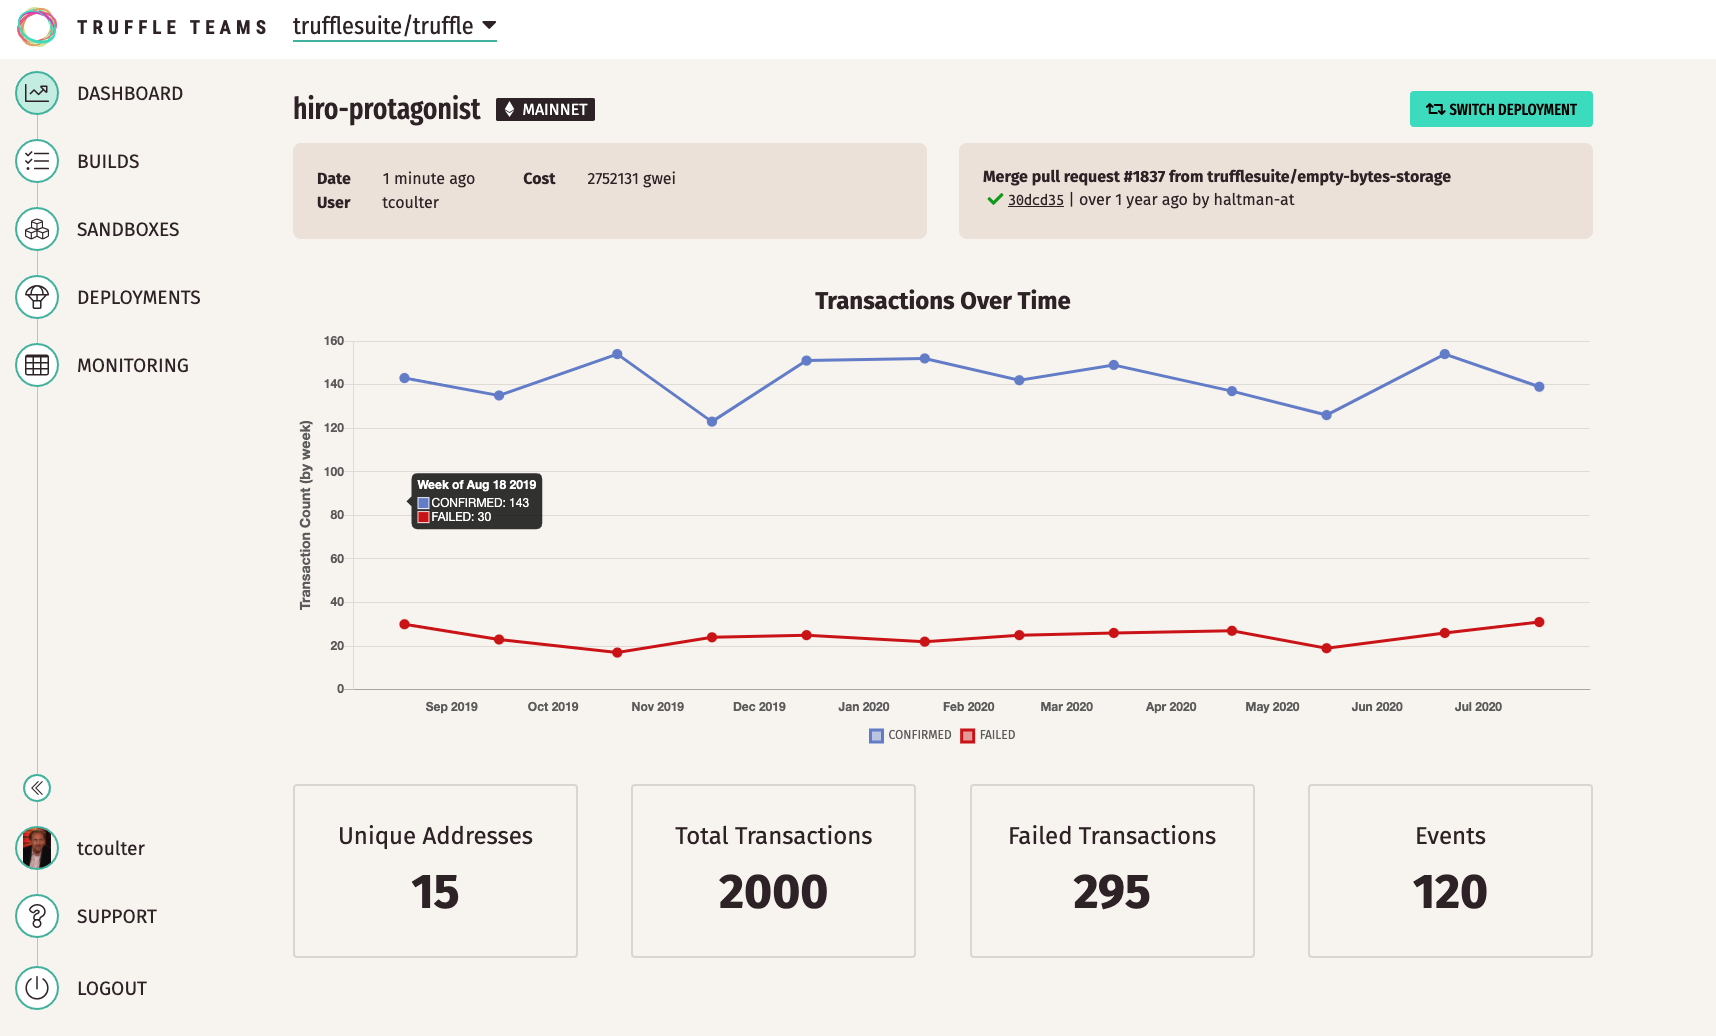 TRUFFLE TEAMS
trufflesuite/truffle
DASHBOARD
BUILDS
SANDBOXES
DEPLOYMENTS
MONITORING
tcoulter
SUPPORT
LOGOUT
hiro-protagonist
MAINNET
SWITCH DEPLOYMENT
Date 1 minute ago Cost 2752131 gwei
User tcoulter
Merge pull request #1837 from trufflesuite/empty-bytes-storage
30dcd35 | over 1 year ago by haltman-at
Transactions Over Time
Transaction Count (by week)
160
140
120
100
80
60
40
20
0
Week of Aug 18 2019
CONFIRMED: 143
FAILED: 30
Sep 2019 Oct 2019 Nov 2019 Dec 2019 Jan 2020 Feb 2020 Mar 2020 Apr 2020 May 2020 Jun 2020 Jul 2020
CONFIRMED FAILED
Unique Addresses
15
Total Transactions
2000
Failed Transactions
295
Events
120